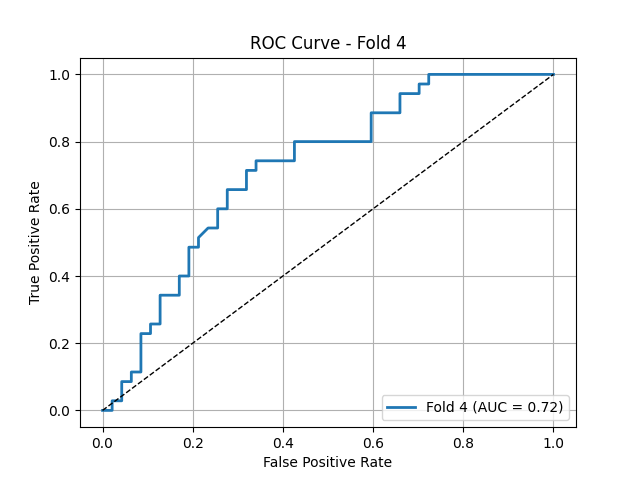 ROC Curve - Fold 4
True Positive Rate
1.0
0.8
0.6
0.4
0.2
0.0
Fold 4 (AUC = 0.72)
0.0 0.2 0.4 0.6 0.8 1.0
False Positive Rate